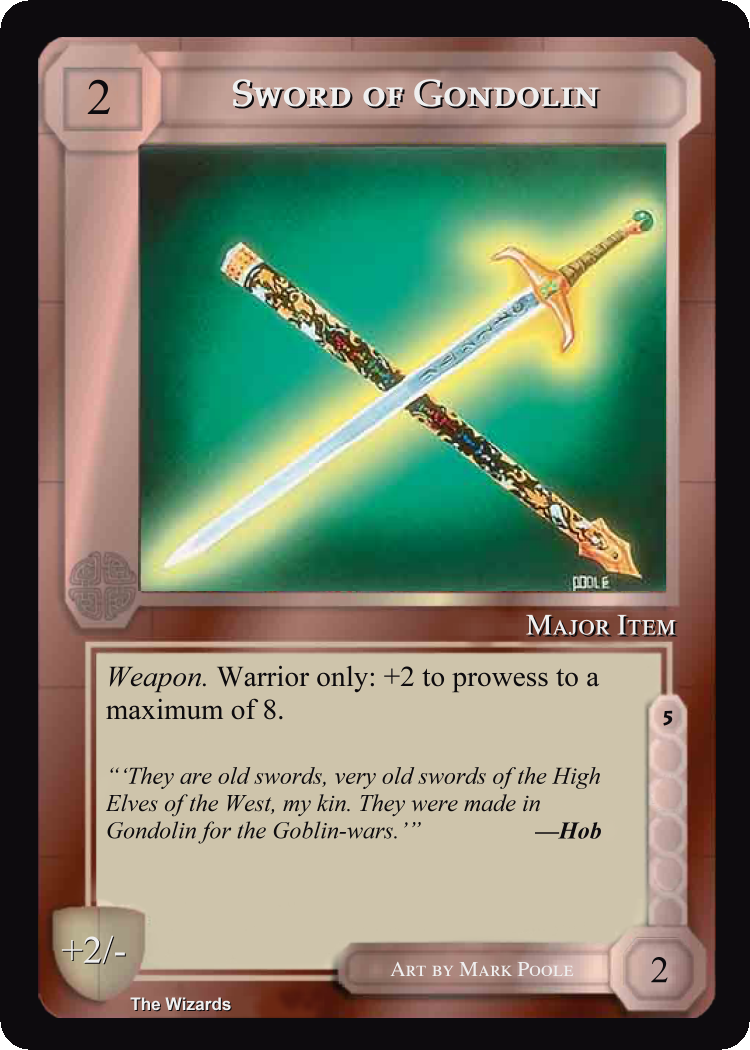 2
Sword of Gondolin
POOLE
Major Item
Weapon. Warrior only: +2 to prowess to a
maximum of 8.
5
“‘They are old swords, very old swords of the High
Elves of the West, my kin. They were made in
Gondolin for the Goblin-wars.’” —Hob
+2/-
Art by Mark Poole
2
The Wizards